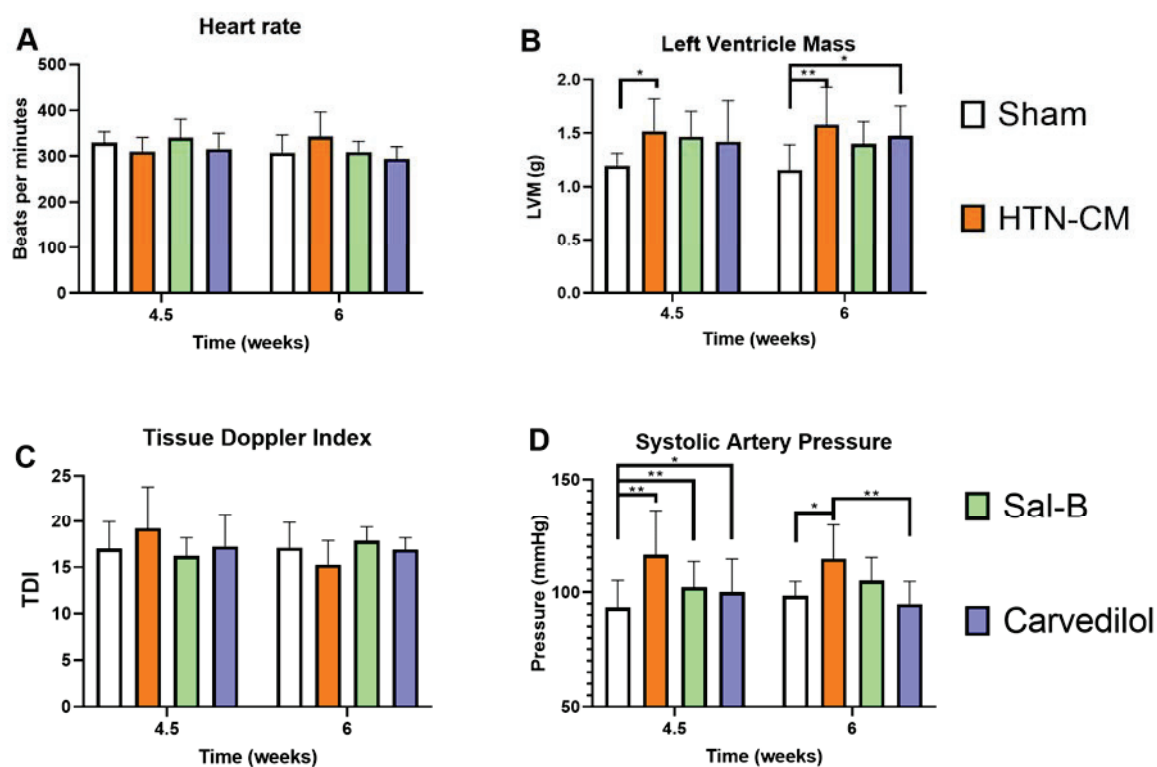 A
Heart rate
Beats per minutes
500
400
300
200
100
0
4.5
6
Time (weeks)
B
Left Ventricle Mass
LVM (g)
2.0
1.5
1.0
0.5
0.0
*
**
*
4.5
6
Time (weeks)
Sham
HTN-CM
C
Tissue Doppler Index
TDI
25
20
15
10
5
0
4.5
6
Time (weeks)
D
Systolic Artery Pressure
Pressure (mmHg)
150
100
50
*
**
**
*
**
4.5
6
Time (weeks)
Sal-B
Carvedilol